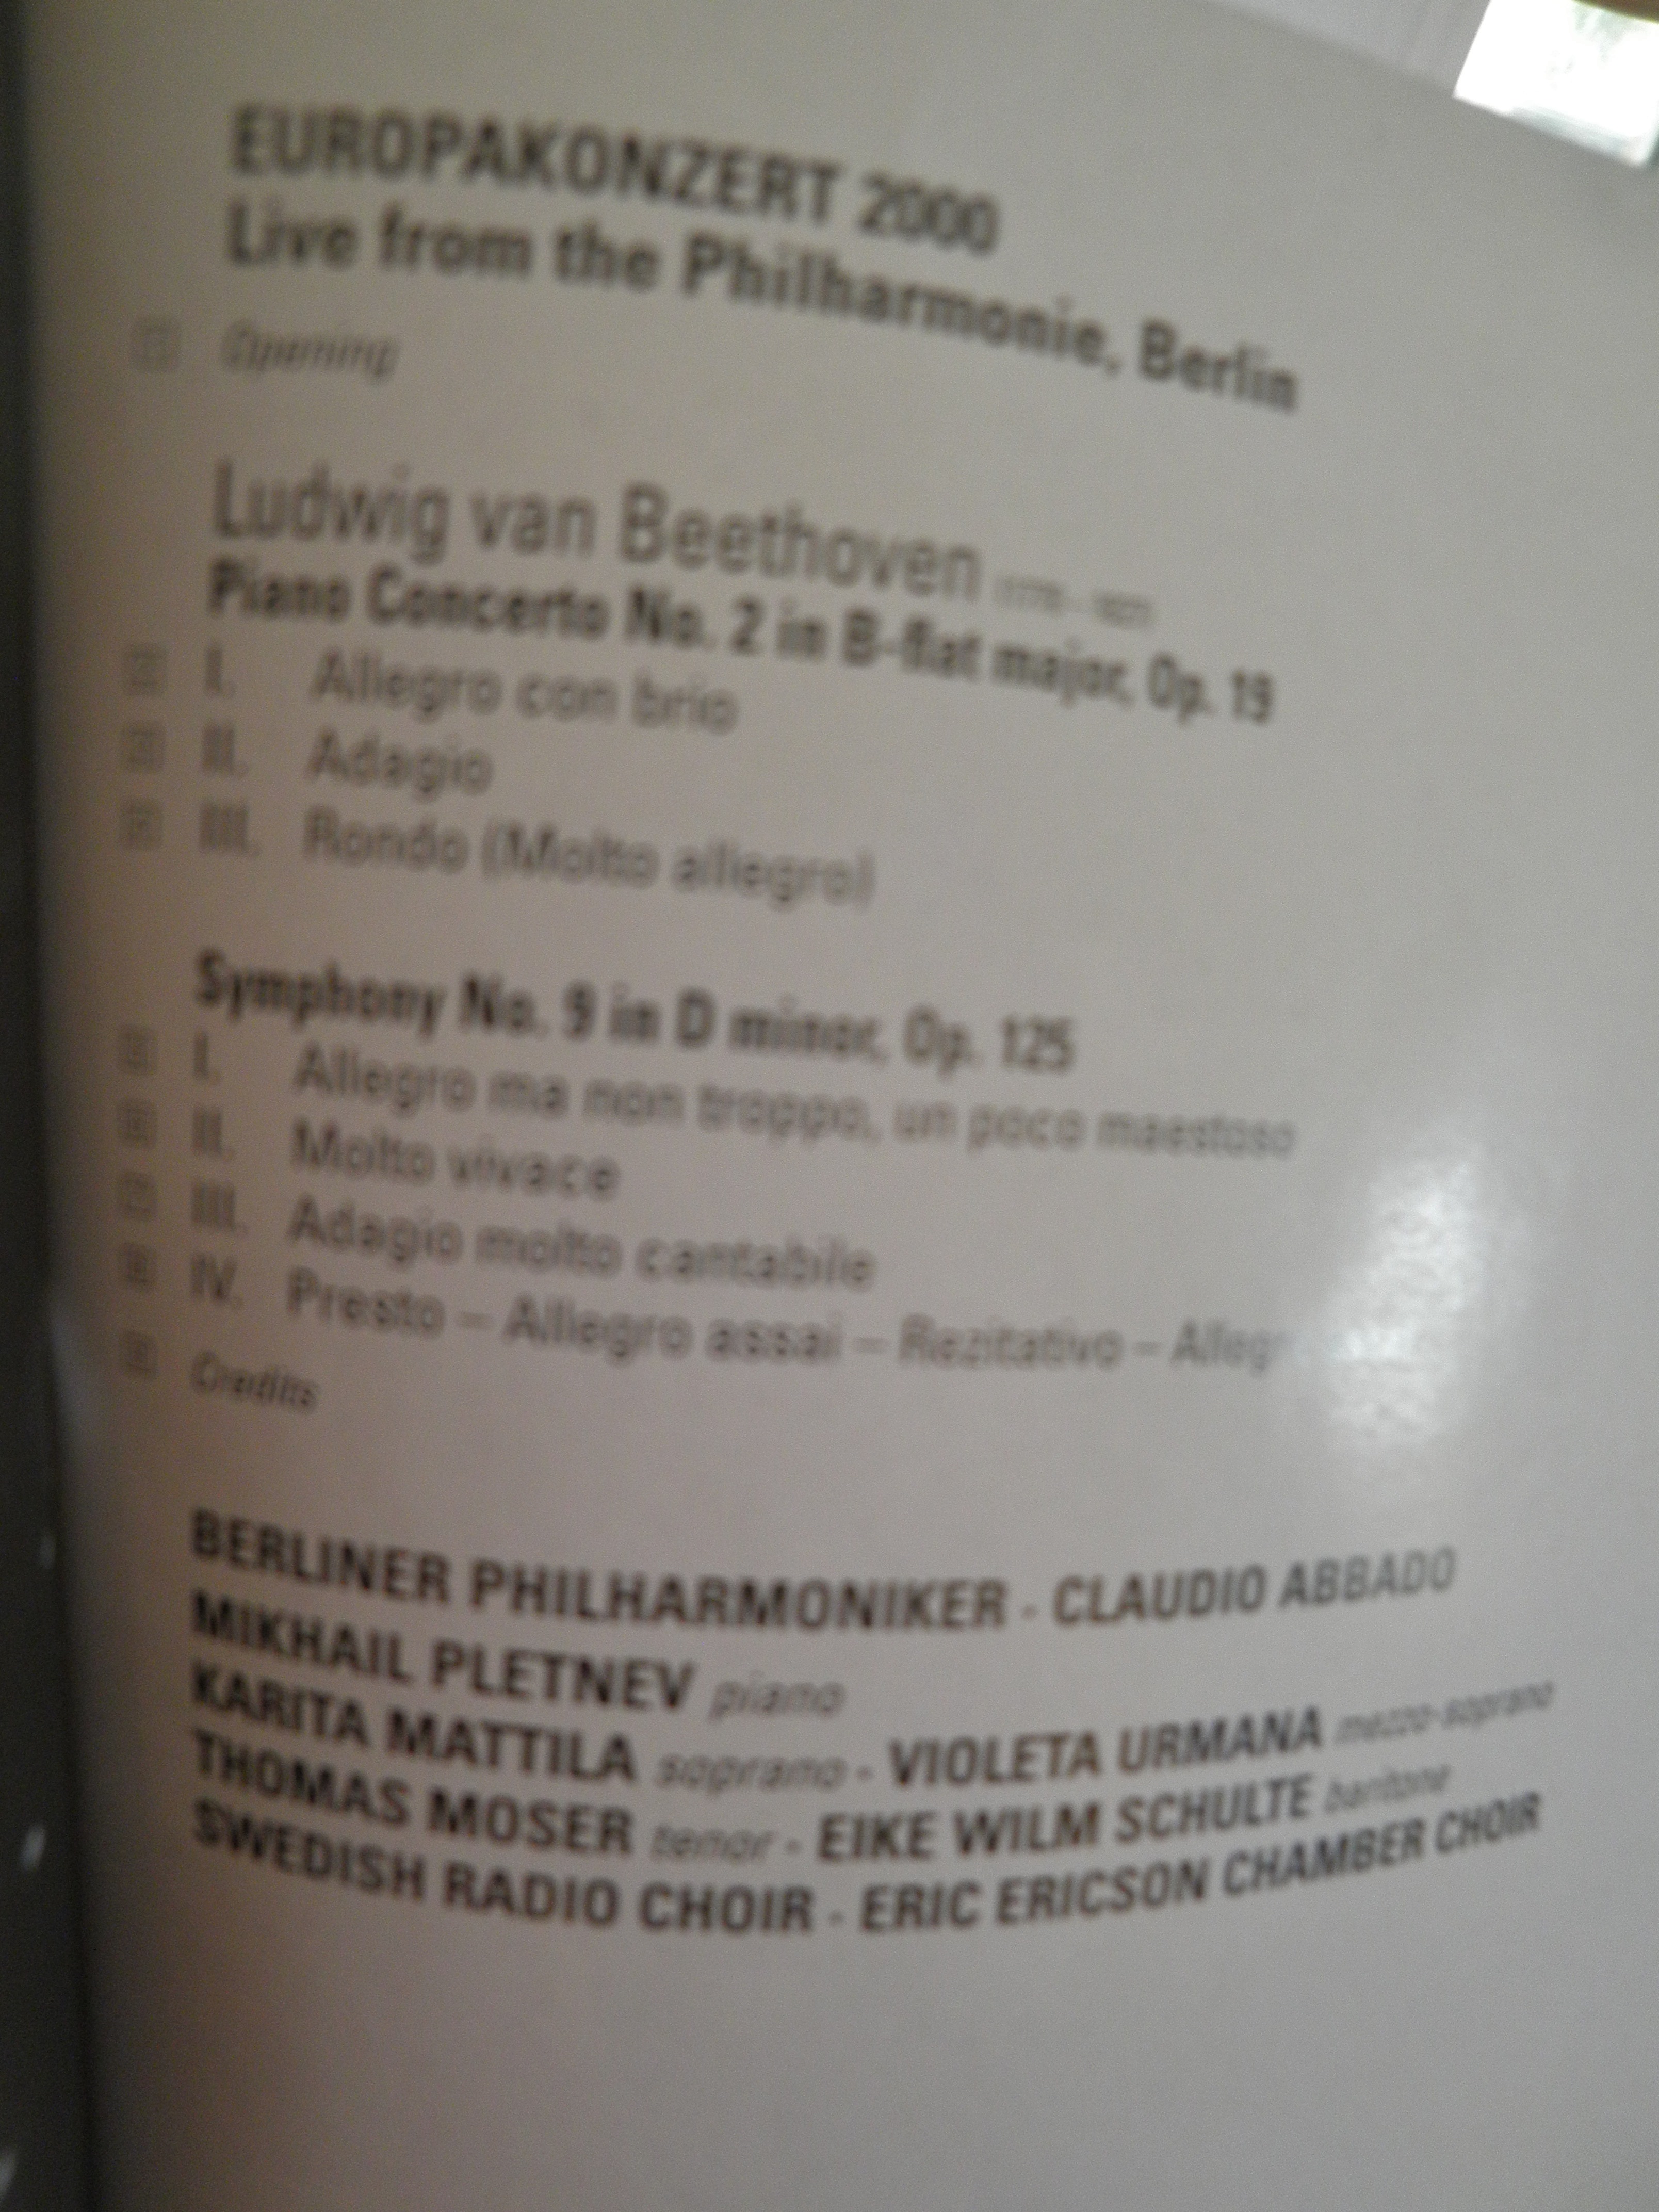 EUROPAKONZERT 2000
Live from the Philharmonie, Berlin
Opening
Ludwig van Beethoven
Piano Concerto No. 2 in B-flat major, Op. 19
I. Allegro con brio
II. Adagio
III. Rondo (Molto allegro)
Symphony No. 9 in D minor, Op. 125
I. Allegro ma non troppo, un poco maestoso
II. Molto vivace
III. Adagio molto cantabile
IV. Presto – Allegro assai – Rezitativo –
Credits
BERLINER PHILHARMONIKER · CLAUDIO ABBADO
MIKHAIL PLETNEV piano
KARITA MATTILA soprano · VIOLETA URMANA mezzo-soprano
THOMAS MOSER tenor · EIKE WILM SCHULTE baritone
SWEDISH RADIO CHOIR · ERIC ERICSON CHAMBER CHOIR